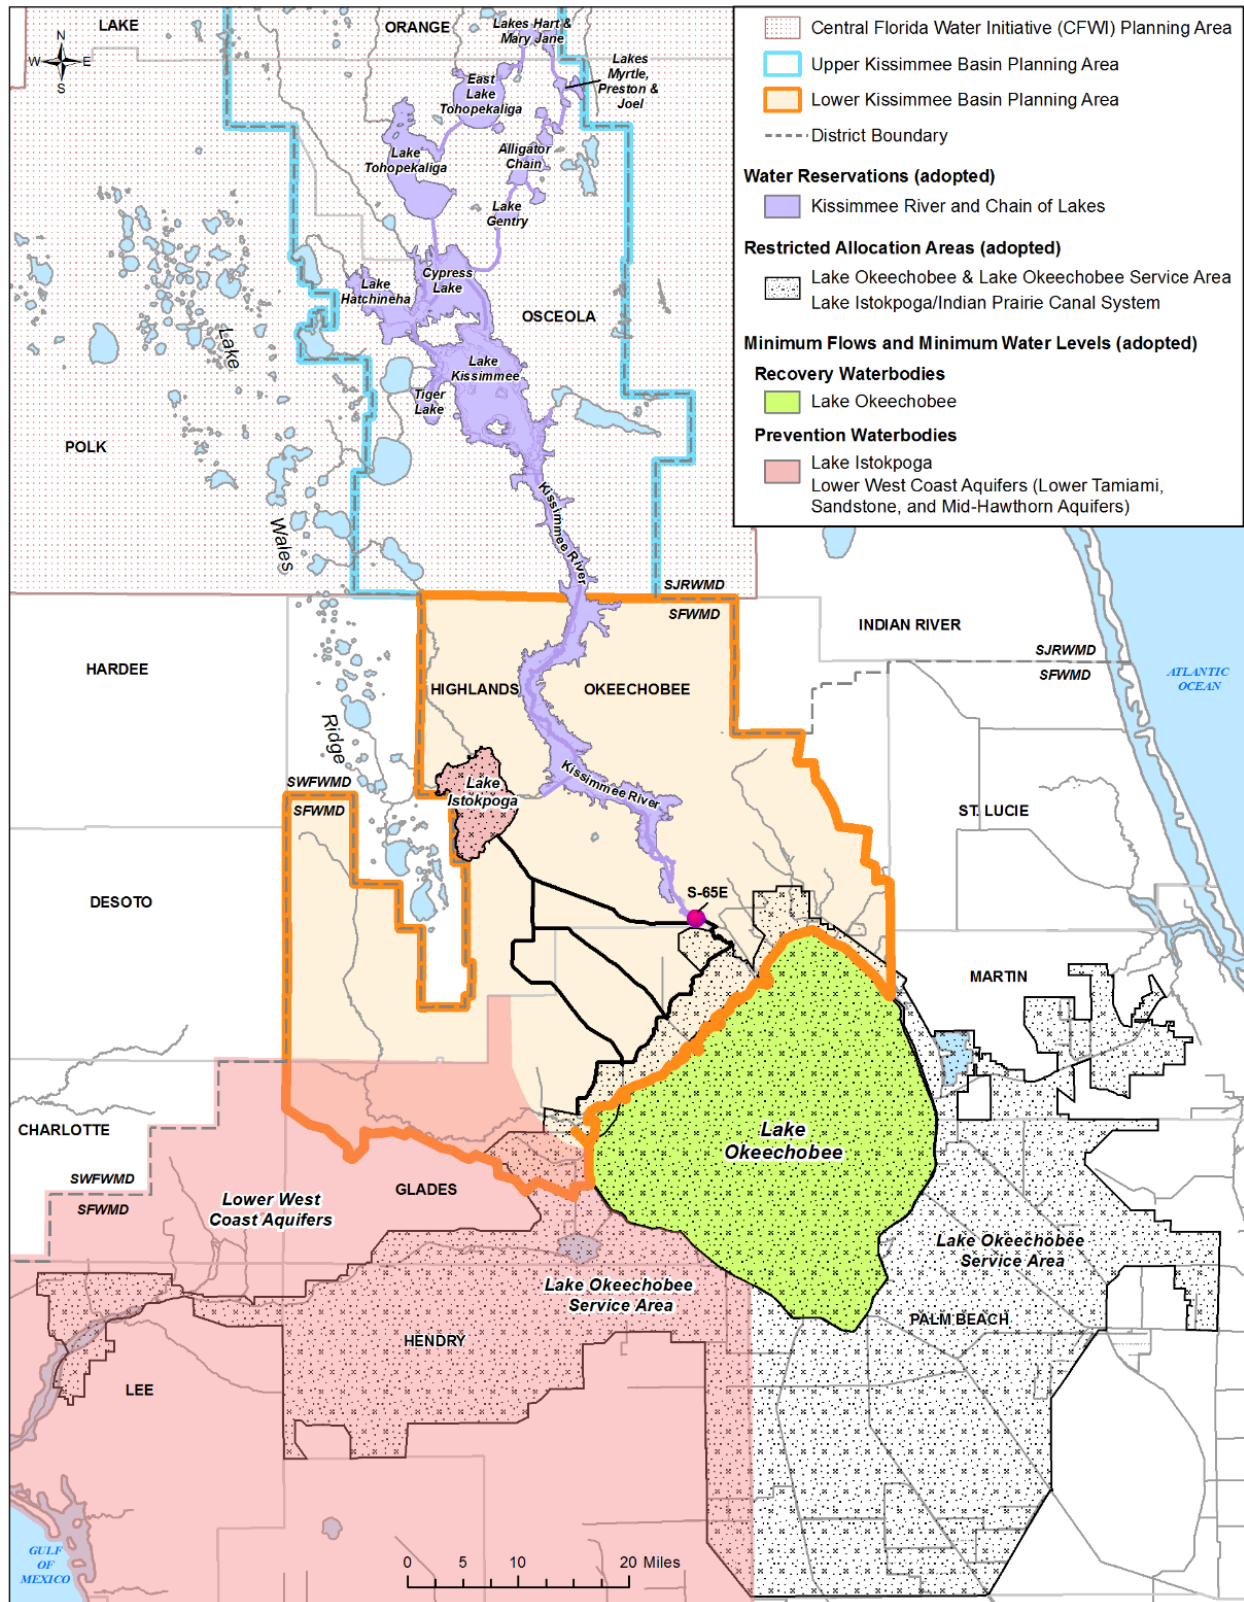 LAKE
ORANGE
Lakes Hart &
Mary Jane
N
W
E
S
Lakes
Myrtle,
Preston &
Joel
East
Lake
Tohopekaliga
Lake
Tohopekaliga
Alligator
Chain
Lake
Gentry
Cypress
Lake
Lake
Hatchineha
OSCEOLA
Lake
Kissimmee
Tiger
Lake
POLK
Lake
Wales
Ridge
Kissimmee River
Central Florida Water Initiative (CFWI) Planning Area
Upper Kissimmee Basin Planning Area
Lower Kissimmee Basin Planning Area
District Boundary
Water Reservations (adopted)
Kissimmee River and Chain of Lakes
Restricted Allocation Areas (adopted)
Lake Okeechobee & Lake Okeechobee Service Area
Lake Istokpoga/Indian Prairie Canal System
Minimum Flows and Minimum Water Levels (adopted)
Recovery Waterbodies
Lake Okeechobee
Prevention Waterbodies
Lake Istokpoga
Lower West Coast Aquifers (Lower Tamiami,
Sandstone, and Mid-Hawthorn Aquifers)
SJRWMD
SFWMD
INDIAN RIVER
SJRWMD
SFWMD
ATLANTIC
OCEAN
HARDEE
HIGHLANDS
OKEECHOBEE
SWFWMD
SFWMD
Lake
Istokpoga
Kissimmee River
ST. LUCIE
DESOTO
S-65E
MARTIN
CHARLOTTE
SWFWMD
SFWMD
GLADES
Lower West
Coast Aquifers
Lake
Okeechobee
Lake Okeechobee
Service Area
Lake Okeechobee
Service Area
PALM BEACH
HENDRY
LEE
GULF
OF
MEXICO
0 5 10 20 Miles